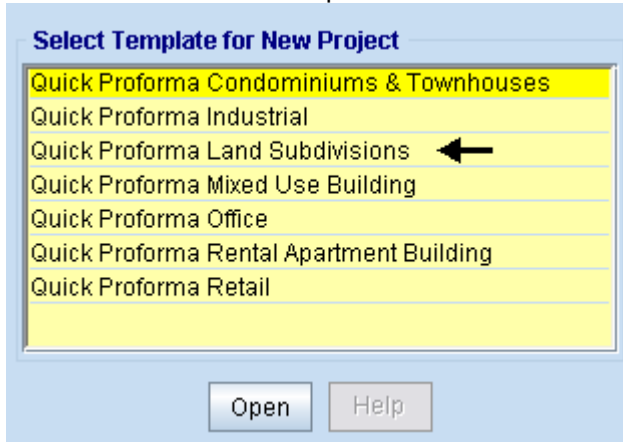 Select Template for New Project
Quick Proforma Condominiums & Townhouses
Quick Proforma Industrial
Quick Proforma Land Subdivisions
Quick Proforma Mixed Use Building
Quick Proforma Office
Quick Proforma Rental Apartment Building
Quick Proforma Retail
Open Help